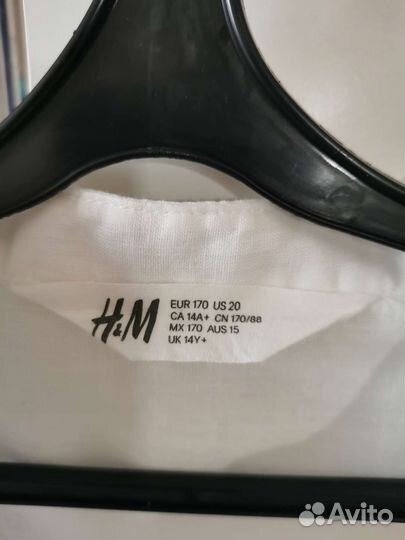 H&M
EUR 170 US 20
CA 14A+ CN 170/88
MX 170 AUS 15
UK 14Y+
Avito